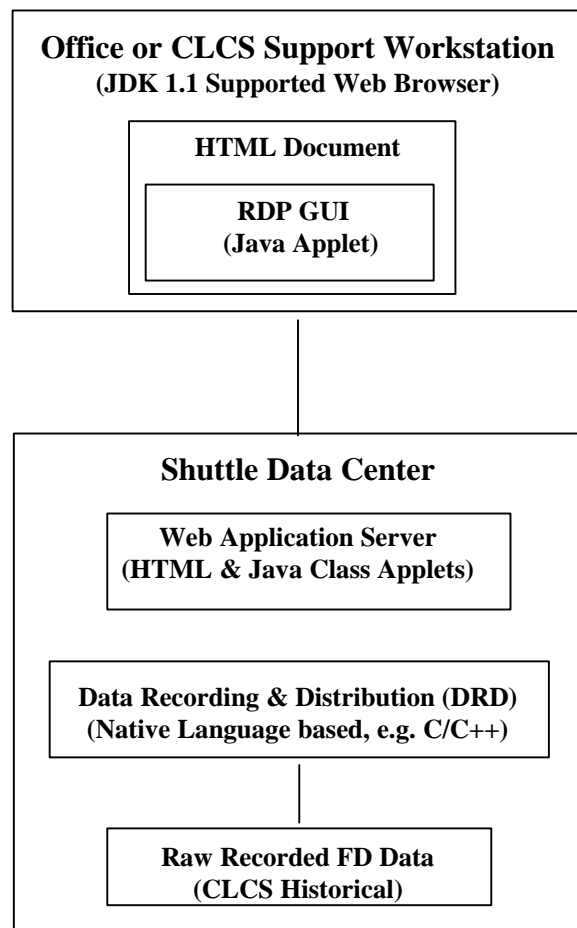 Office or CLCS Support Workstation
(JDK 1.1 Supported Web Browser)
HTML Document
RDP GUI
(Java Applet)
Shuttle Data Center
Web Application Server
(HTML & Java Class Applets)
Data Recording & Distribution (DRD)
(Native Language based, e.g. C/C++)
Raw Recorded FD Data
(CLCS Historical)